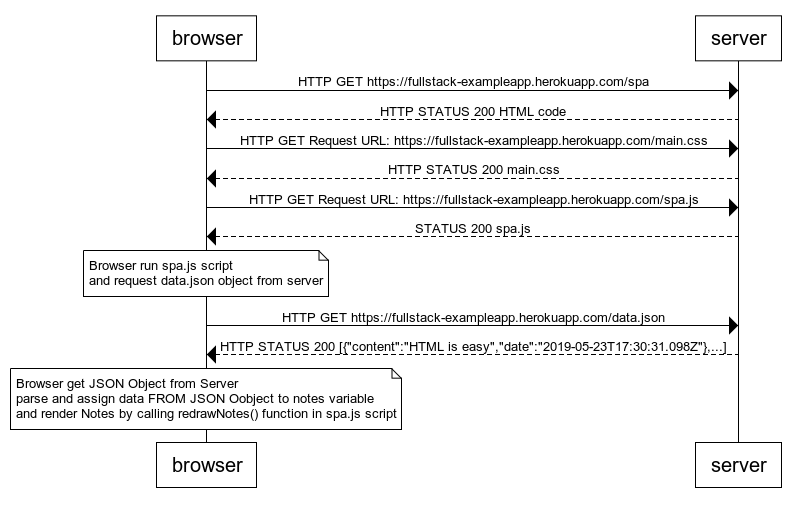 browser
server
HTTP GET https://fullstack-exampleapp.herokuapp.com/spa
HTTP STATUS 200 HTML code
HTTP GET Request URL: https://fullstack-exampleapp.herokuapp.com/main.css
HTTP STATUS 200 main.css
HTTP GET Request URL: https://fullstack-exampleapp.herokuapp.com/spa.js
STATUS 200 spa.js
Browser run spa.js script
and request data.json object from server
HTTP GET https://fullstack-exampleapp.herokuapp.com/data.json
HTTP STATUS 200 [{"content":"HTML is easy","date":"2019-05-23T17:30:31.098Z"},...]
Browser get JSON Object from Server
parse and assign data FROM JSON Oobject to notes variable
and render Notes by calling redrawNotes() function in spa.js script
browser
server